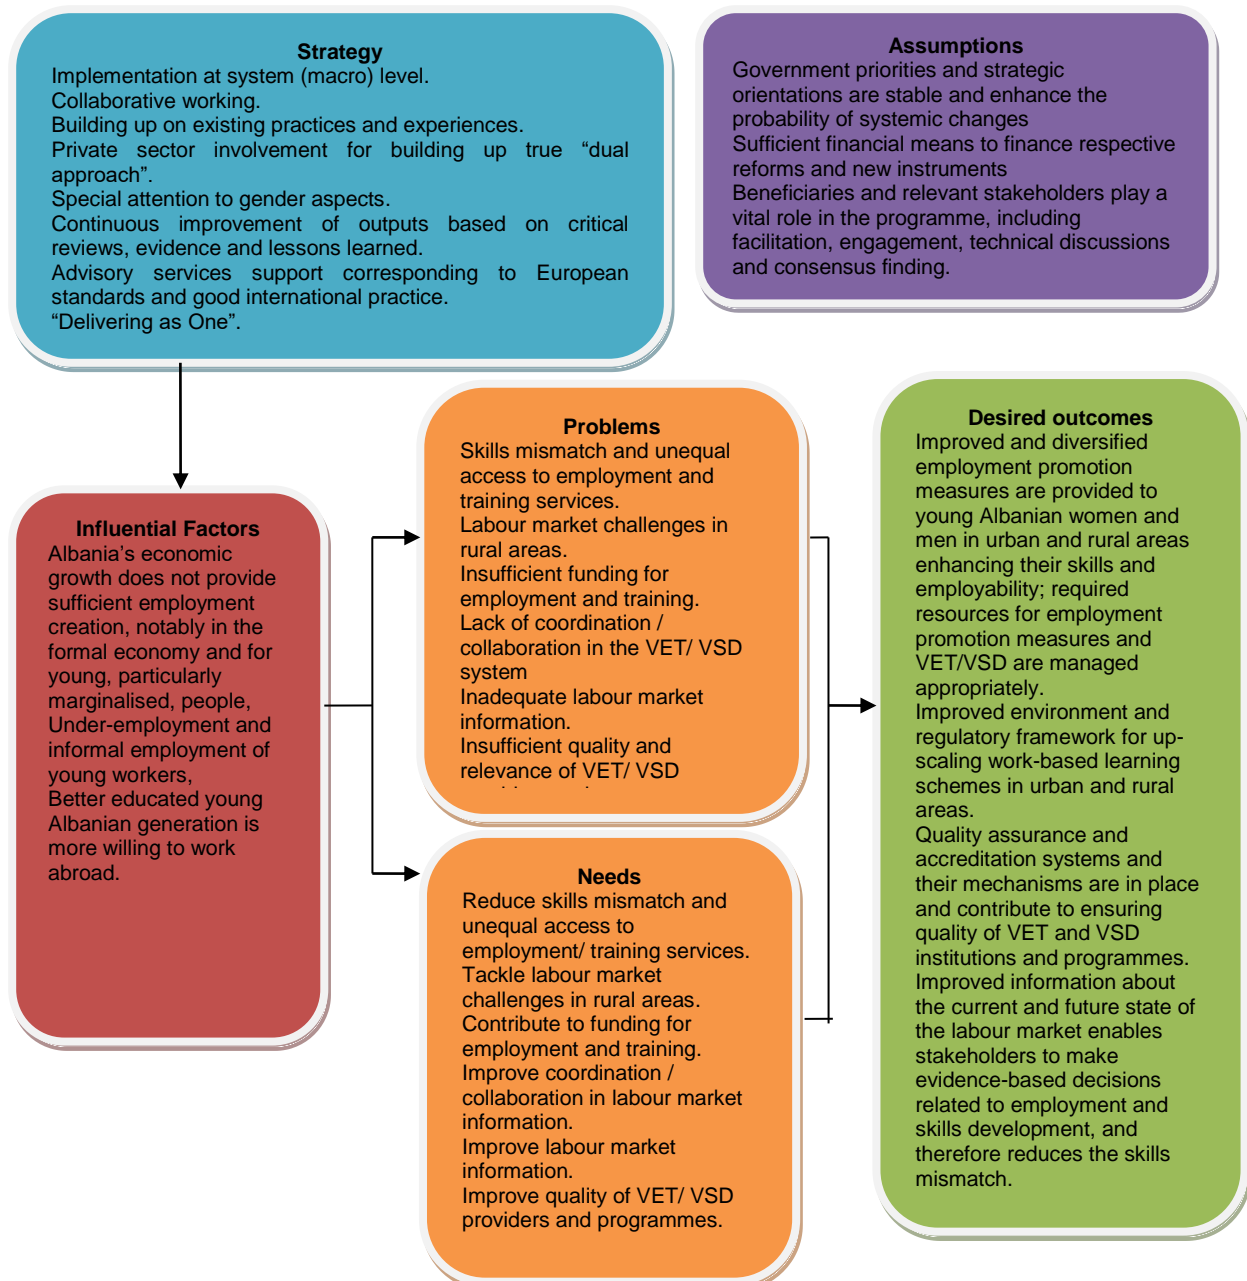 Strategy
Implementation at system (macro) level.
Collaborative working.
Building up on existing practices and experiences.
Private sector involvement for building up true “dual
approach”.
Special attention to gender aspects.
Continuous improvement of outputs based on critical
reviews, evidence and lessons learned.
Advisory services support corresponding to European
standards and good international practice.
“Delivering as One”.
Assumptions
Government priorities and strategic
orientations are stable and enhance the
probability of systemic changes
Sufficient financial means to finance respective
reforms and new instruments
Beneficiaries and relevant stakeholders play a
vital role in the programme, including
facilitation, engagement, technical discussions
and consensus finding.
Influential Factors
Albania’s economic
growth does not provide
sufficient employment
creation, notably in the
formal economy and for
young, particularly
marginalised, people,
Under-employment and
informal employment of
young workers,
Better educated young
Albanian generation is
more willing to work
abroad.
Problems
Skills mismatch and unequal
access to employment and
training services.
Labour market challenges in
rural areas.
Insufficient funding for
employment and training.
Lack of coordination /
collaboration in the VET/ VSD
system
Inadequate labour market
information.
Insufficient quality and
relevance of VET/ VSD
Needs
Reduce skills mismatch and
unequal access to
employment/ training services.
Tackle labour market
challenges in rural areas.
Contribute to funding for
employment and training.
Improve coordination /
collaboration in labour market
information.
Improve labour market
information.
Improve quality of VET/ VSD
providers and programmes.
Desired outcomes
Improved and diversified
employment promotion
measures are provided to
young Albanian women and
men in urban and rural areas
enhancing their skills and
employability; required
resources for employment
promotion measures and
VET/VSD are managed
appropriately.
Improved environment and
regulatory framework for up-
scaling work-based learning
schemes in urban and rural
areas.
Quality assurance and
accreditation systems and
their mechanisms are in place
and contribute to ensuring
quality of VET and VSD
institutions and programmes.
Improved information about
the current and future state of
the labour market enables
stakeholders to make
evidence-based decisions
related to employment and
skills development, and
therefore reduces the skills
mismatch.